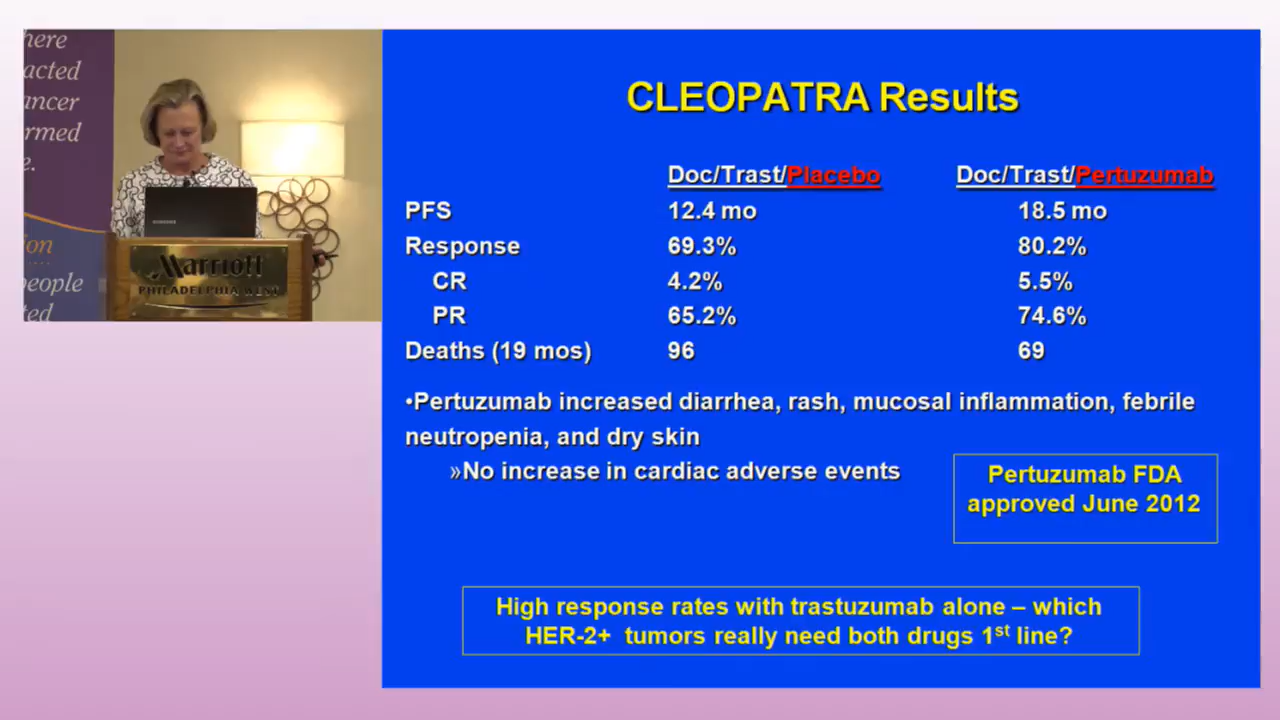 here
acted
ancer
rmed
e.
ion
people
ted
Marriott
PHILADELPHIA WEST
SAMSUNG
CLEOPATRA Results
Doc/Trast/Placebo Doc/Trast/Pertuzumab
PFS 12.4 mo 18.5 mo
Response 69.3% 80.2%
CR 4.2% 5.5%
PR 65.2% 74.6%
Deaths (19 mos) 96 69
•Pertuzumab increased diarrhea, rash, mucosal inflammation, febrile
neutropenia, and dry skin
»No increase in cardiac adverse events
Pertuzumab FDA
approved June 2012
High response rates with trastuzumab alone – which
HER-2+ tumors really need both drugs 1st line?